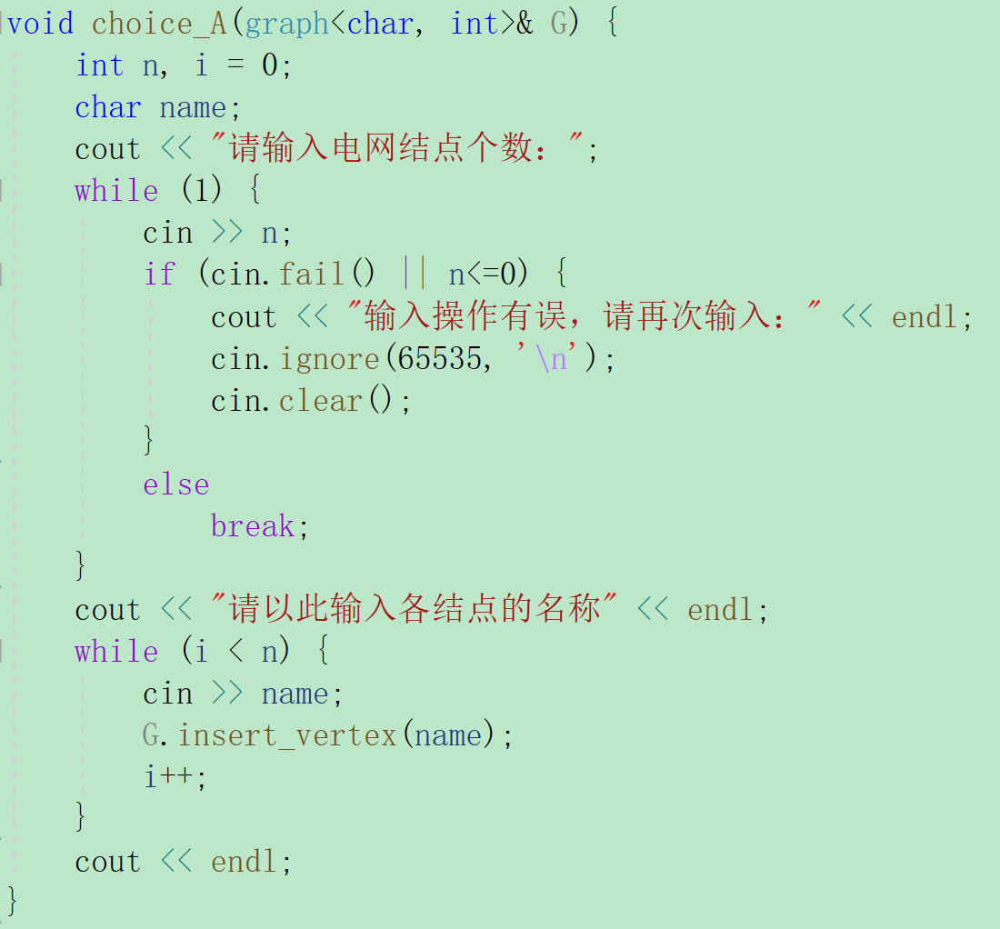 void choice_A(graph<char, int>& G) {
    int n, i = 0;
    char name;
    cout << "请输入电网结点个数：";
    while (1) {
        cin >> n;
        if (cin.fail() || n<=0) {
            cout << "输入操作有误，请再次输入：" << endl;
            cin.ignore(65535, '\n');
            cin.clear();
        }
        else
            break;
    }
    cout << "请以此输入各结点的名称" << endl;
    while (i < n) {
        cin >> name;
        G.insert_vertex(name);
        i++;
    }
    cout << endl;
}